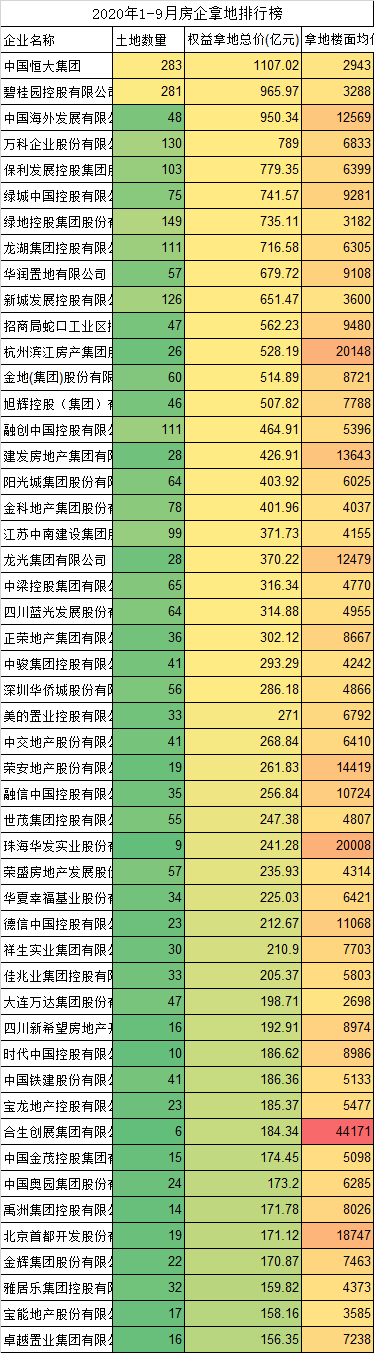 2020年1-9月房企拿地排行榜
企业名称 土地数量 权益拿地总价(亿元) 拿地楼面均价
中国恒大集团 283 1107.02 2943
碧桂园控股有限公司 281 965.97 3288
中国海外发展有限公 48 950.34 12569
万科企业股份有限公 130 789 6833
保利发展控股集团股 103 779.35 6399
绿城中国控股有限公 75 741.57 9281
绿地控股集团股份有 149 735.11 3182
龙湖集团控股有限公 111 716.58 6305
华润置地有限公司 57 679.72 9108
新城发展控股有限公 126 651.47 3600
招商局蛇口工业区控 47 562.23 9480
杭州滨江房产集团股 26 528.19 20148
金地(集团)股份有限 60 514.89 8721
旭辉控股（集团）有 46 507.82 7788
融创中国控股有限公 111 464.91 5396
建发房地产集团有限 28 426.91 13643
阳光城集团股份有限 64 403.92 6025
金科地产集团股份有 78 401.96 4037
江苏中南建设集团股 99 371.73 4155
龙光集团有限公司 28 370.22 12479
中梁控股集团有限公 65 316.34 4770
四川蓝光发展股份有 64 314.88 4955
正荣地产集团有限公 36 302.12 8667
中骏集团控股有限公 41 293.29 4242
深圳华侨城股份有限 56 286.18 4866
美的置业控股有限公 33 271 6792
中交地产股份有限公 41 268.84 6410
荣安地产股份有限公 19 261.83 14419
融信中国控股有限公 35 256.84 10724
世茂集团控股有限公 55 247.38 4807
珠海华发实业股份有 9 241.28 20008
荣盛房地产发展股份 57 235.93 4314
华夏幸福基业股份有 34 225.03 6421
德信中国控股有限公 23 212.67 11068
祥生实业集团有限公 30 210.9 7703
佳兆业集团控股有限 33 205.37 5803
大连万达集团股份有 47 198.71 2698
四川新希望房地产开 16 192.91 8974
时代中国控股有限公 10 186.62 8986
中国铁建股份有限公 41 186.36 5133
宝龙地产控股有限公 23 185.37 5477
合生创展集团有限公 6 184.34 44171
中国金茂控股集团有 15 174.45 5098
中国奥园集团股份有 24 173.2 6285
禹洲集团控股有限公 14 171.78 8026
北京首都开发股份有 19 171.12 18747
金辉集团股份有限公 22 170.87 7463
雅居乐集团控股有限 32 159.82 4373
宝能地产股份有限公 17 158.16 3585
卓越置业集团有限公 16 156.35 7238